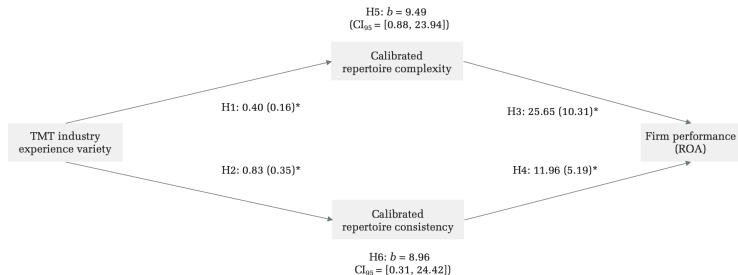 H5: b = 9.49
(CI₉₅ = [0.88, 23.94])
Calibrated
repertoire complexity
H1: 0.40 (0.16)*
H3: 25.65 (10.31)*
TMT industry
experience variety
Firm performance
(ROA)
H2: 0.83 (0.35)*
H4: 11.96 (5.19)*
Calibrated
repertoire consistency
H6: b = 8.96
CI₉₅ = [0.31, 24.42])